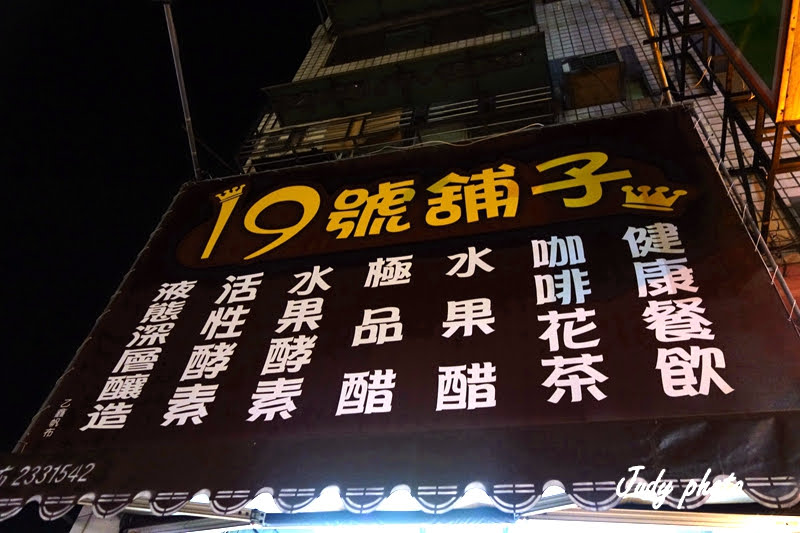 19號舖子
健康餐飲
咖啡花茶
水果醋
極品醋
水果酵素
活性酵素
液態深層釀造
2331542
Judy photo